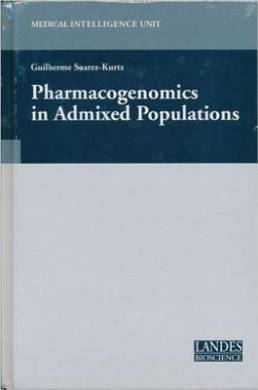 MEDICAL INTELLIGENCE UNIT
Guilherme Suarez-Kurtz
Pharmacogenomics
in Admixed Populations
LANDES
BIOSCIENCE